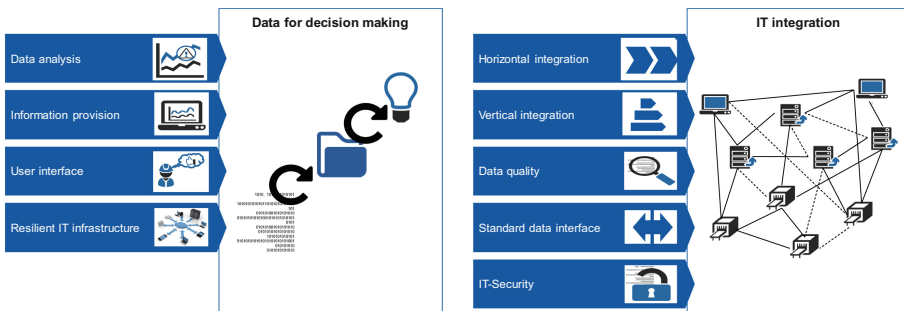 Data for decision making
Data analysis
Information provision
User interface
Resilient IT infrastructure
IT integration
Horizontal integration
Vertical integration
Data quality
Standard data interface
IT-Security